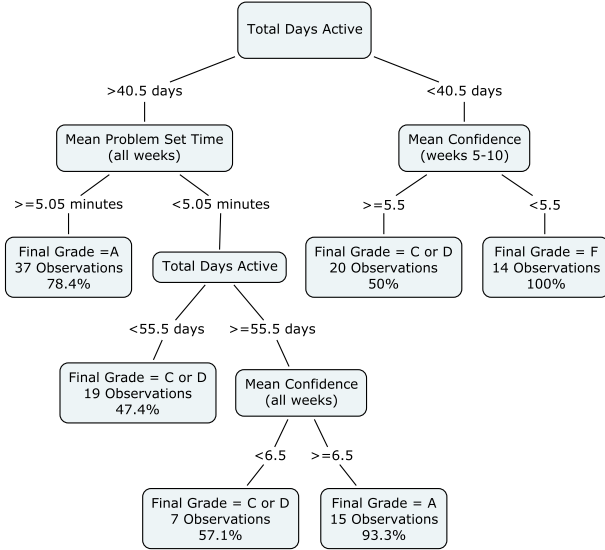 Total Days Active
>40.5 days
<40.5 days
Mean Problem Set Time
(all weeks)
Mean Confidence
(weeks 5-10)
>=5.05 minutes
<5.05 minutes
>=5.5
<5.5
Final Grade =A
37 Observations
78.4%
Total Days Active
Final Grade = C or D
20 Observations
50%
Final Grade = F
14 Observations
100%
<55.5 days
>=55.5 days
Final Grade = C or D
19 Observations
47.4%
Mean Confidence
(all weeks)
<6.5
>=6.5
Final Grade = C or D
7 Observations
57.1%
Final Grade = A
15 Observations
93.3%